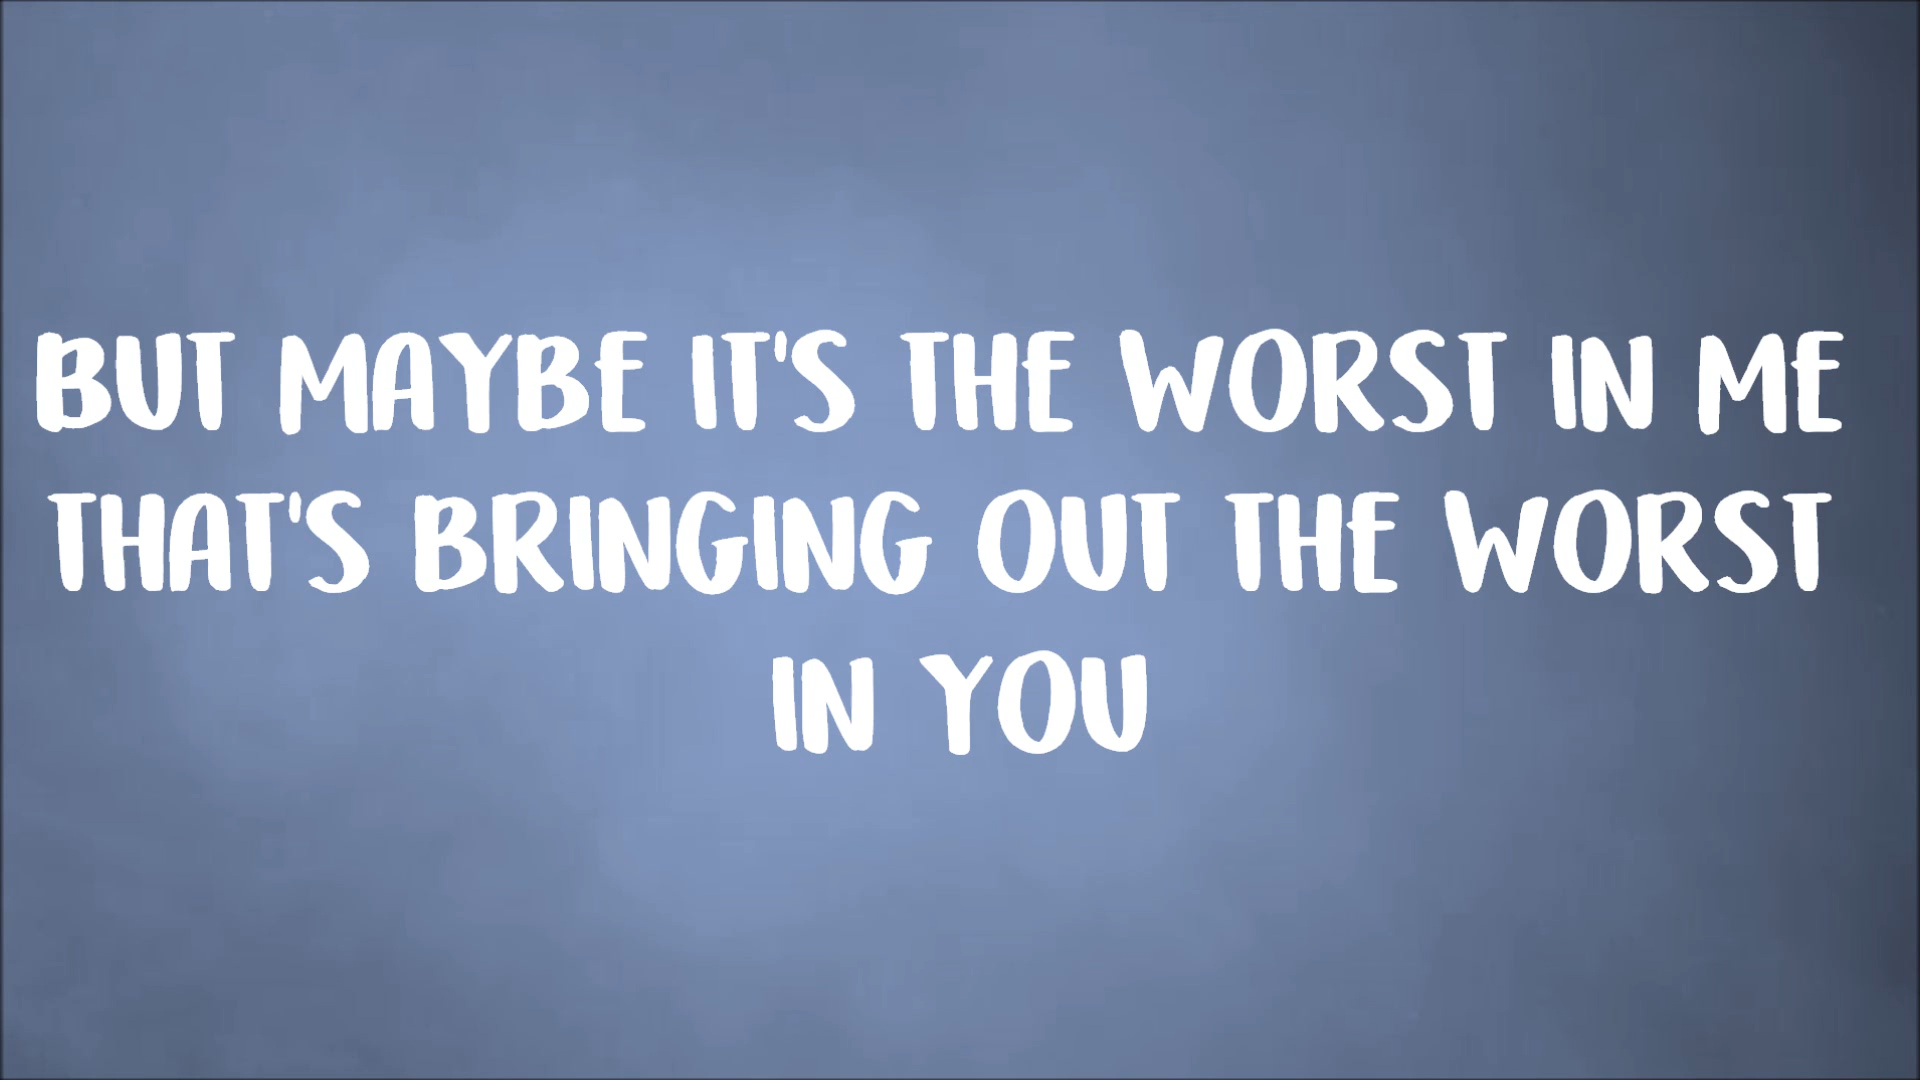 BUT MAYBE IT'S THE WORST IN ME
THAT'S BRINGING OUT THE WORST
IN YOU